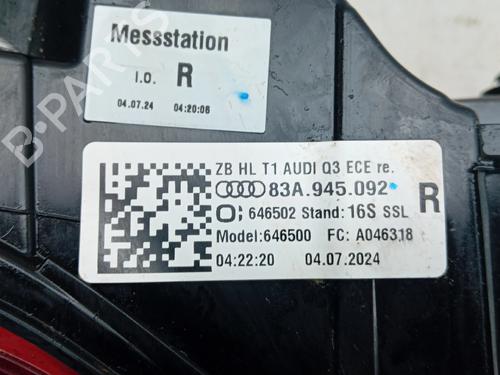 Messstation
I.O. R
04.07.24 04:20:06
B-PARTS
ZB HL T1 AUDI Q3 ECE re.
83A.945.092 R
646502 Stand: 16S SSL
Model:646500 FC: A046318
04:22:20 04.07.2024